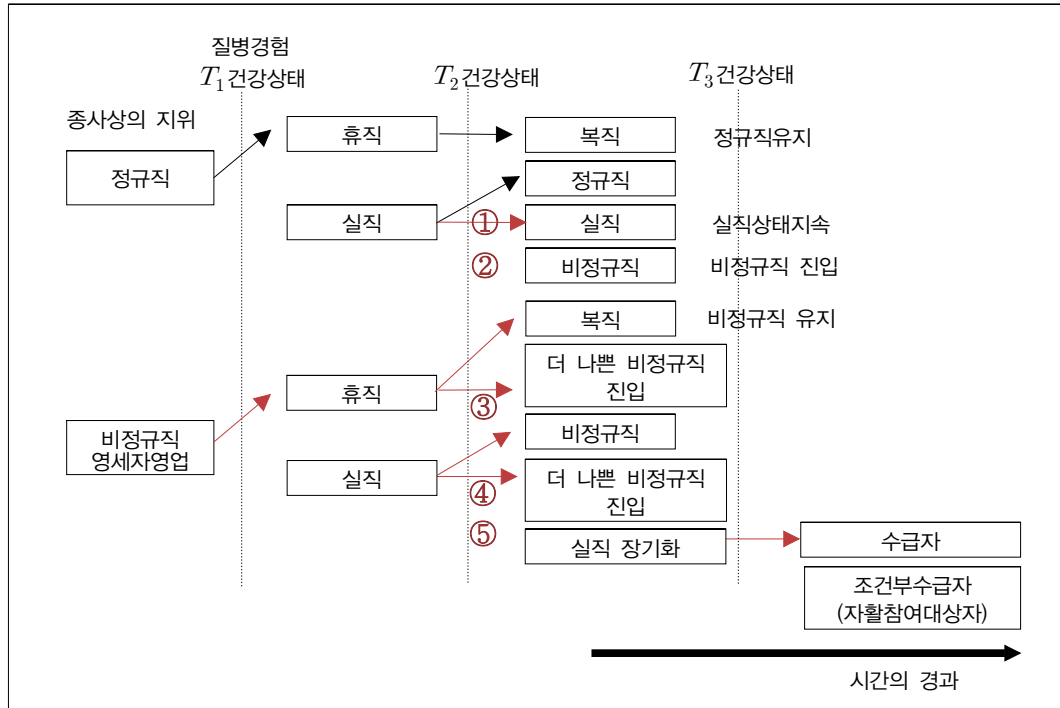 질병경험
T₁건강상태
T₂건강상태
T₃건강상태
종사상의 지위
정규직
휴직
복직
정규직유지
정규직
실직
①
실직
실직상태지속
②
비정규직
비정규직 진입
복직
비정규직 유지
휴직
③
더 나쁜 비정규직
진입
비정규직
영세자영업
비정규직
실직
④
더 나쁜 비정규직
진입
⑤
실직 장기화
수급자
조건부수급자
(자활참여대상자)
시간의 경과